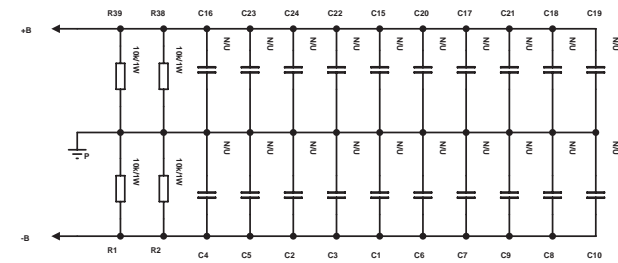 R39 R38 C16 C23 C24 C22 C15 C20 C17 C21 C18 C19
+B
10k/1W 10k/1W N/U N/U N/U N/U N/U N/U N/U N/U N/U N/U
P
10k/1W 10k/1W N/U N/U N/U N/U N/U N/U N/U N/U N/U N/U
-B
R1 R2 C4 C5 C2 C3 C1 C6 C7 C9 C8 C10